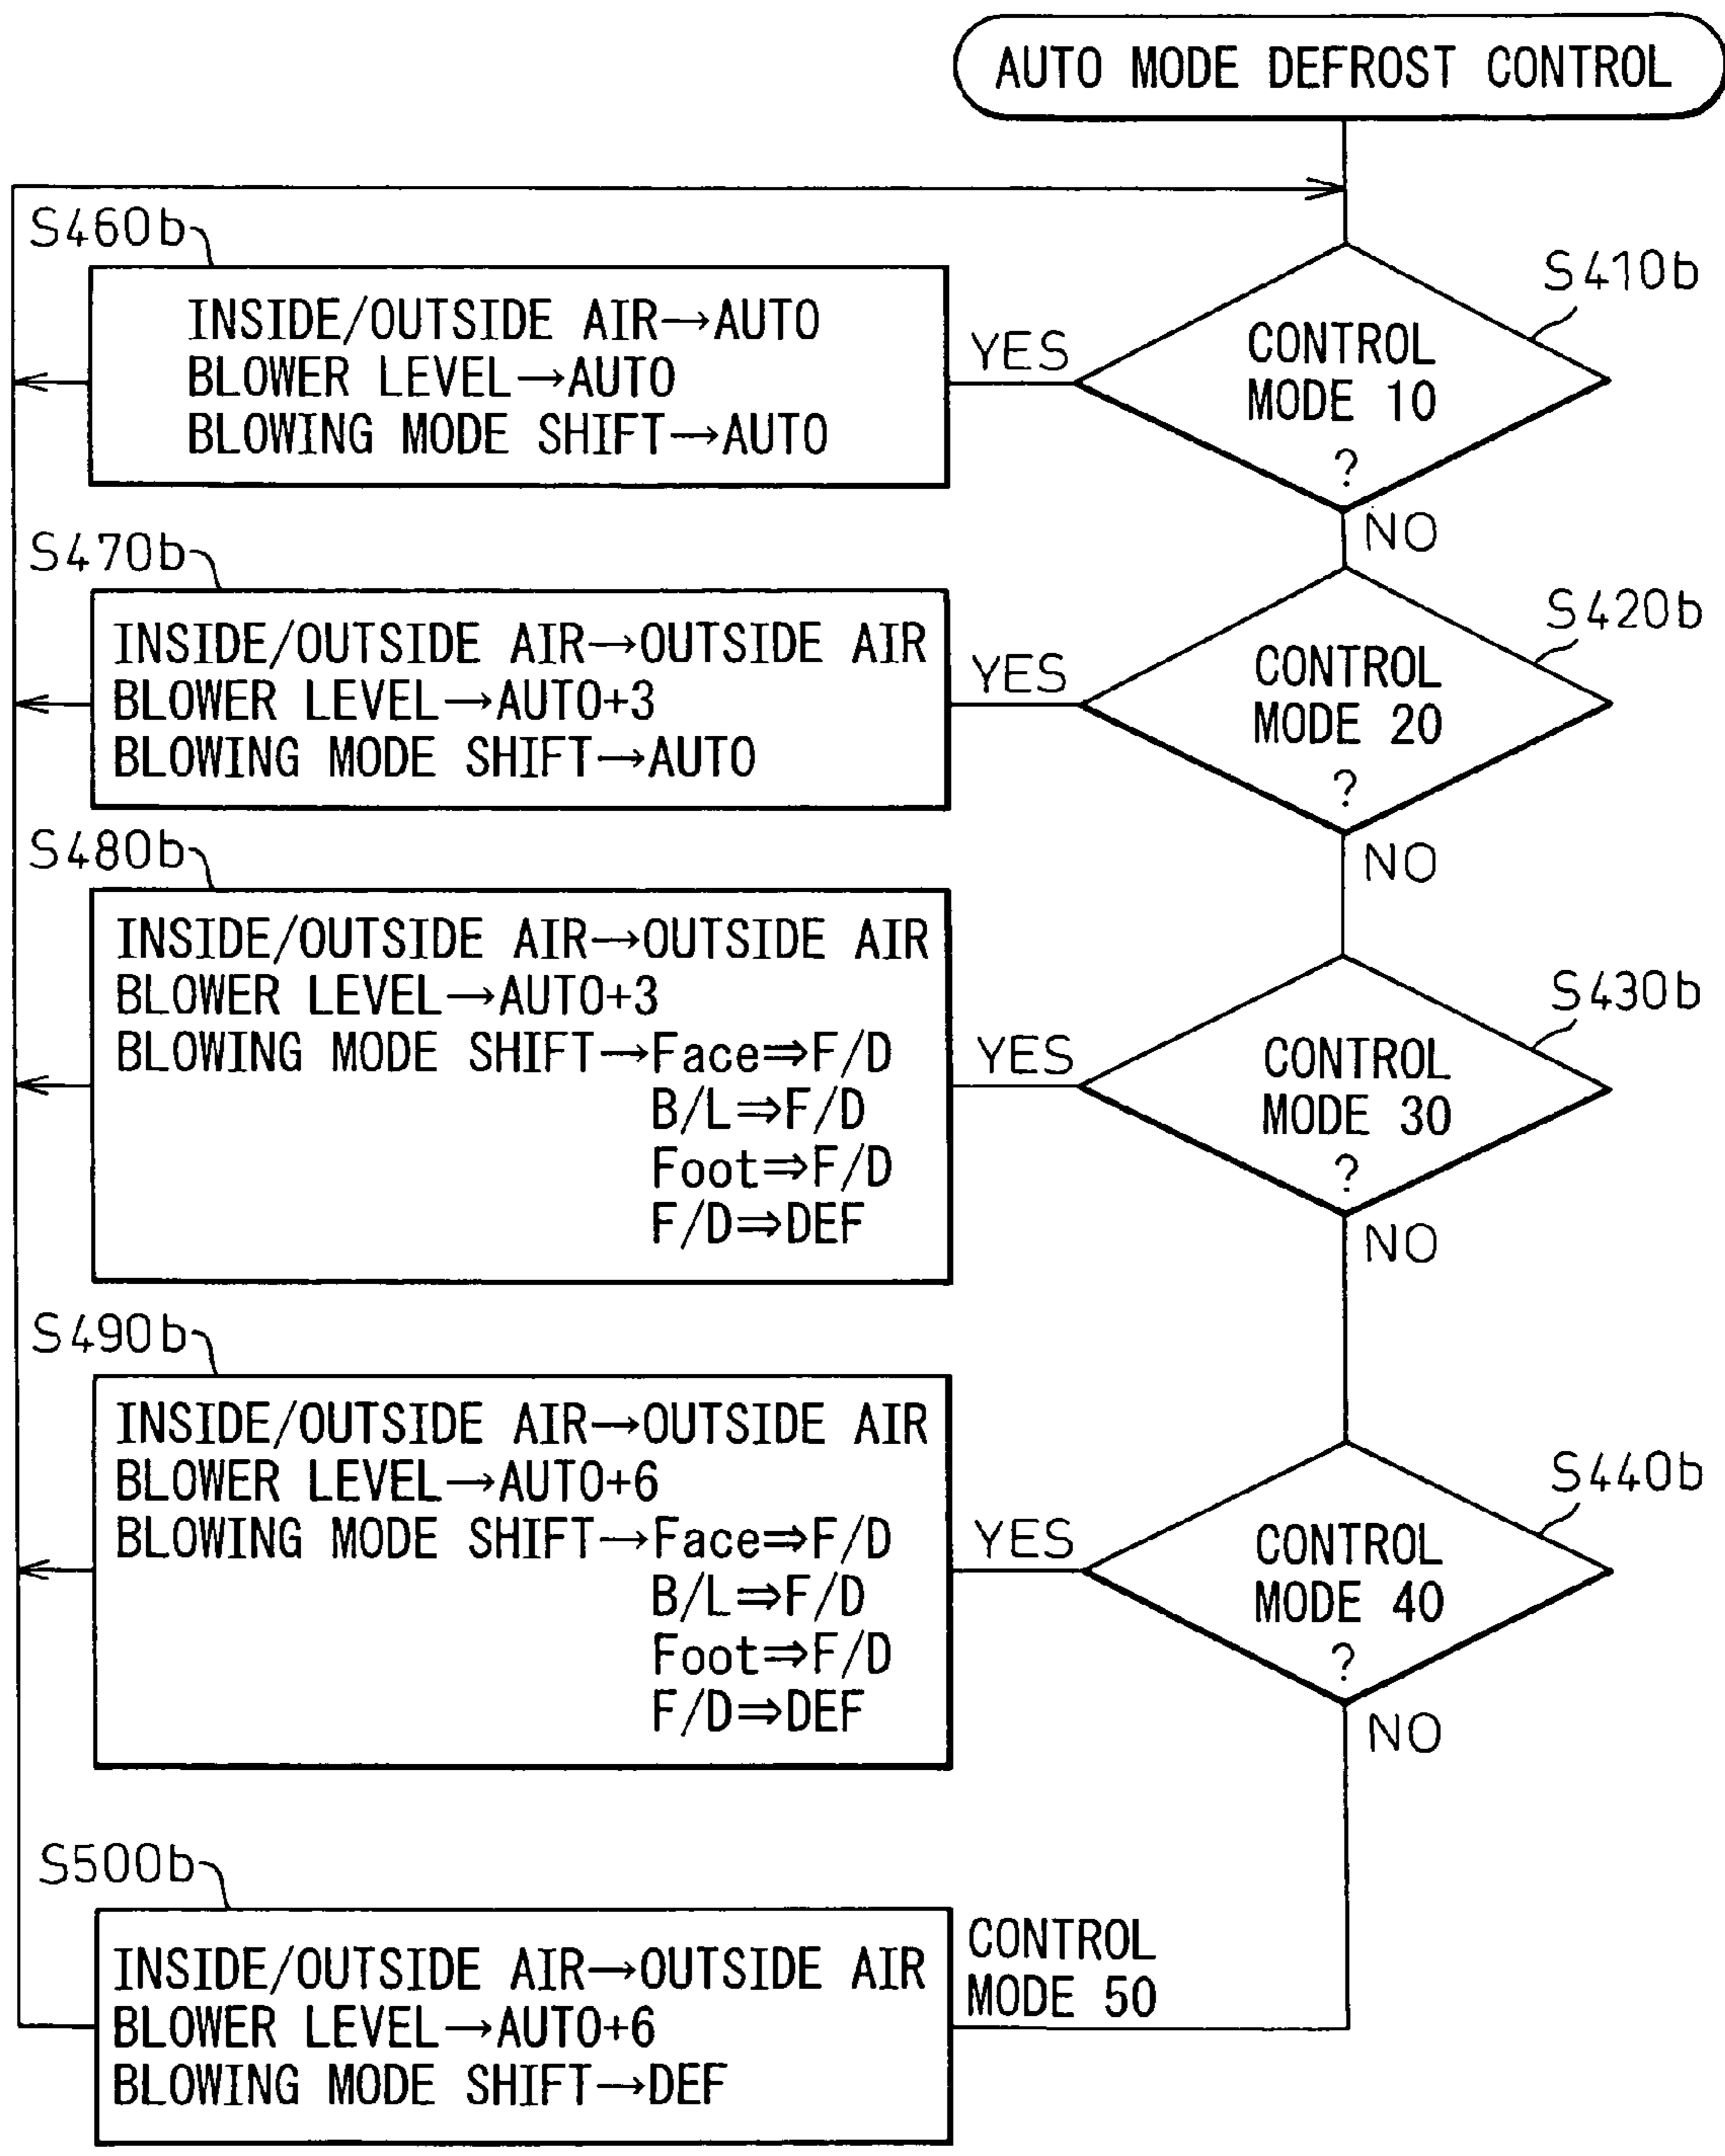 AUTO MODE DEFROST CONTROL
S460b
INSIDE/OUTSIDE AIR→AUTO
BLOWER LEVEL→AUTO
BLOWING MODE SHIFT→AUTO
YES
S410b
CONTROL
MODE 10
?
NO
S470b
INSIDE/OUTSIDE AIR→OUTSIDE AIR
BLOWER LEVEL→AUTO+3
BLOWING MODE SHIFT→AUTO
YES
S420b
CONTROL
MODE 20
?
NO
S480b
INSIDE/OUTSIDE AIR→OUTSIDE AIR
BLOWER LEVEL→AUTO+3
BLOWING MODE SHIFT→Face⇒F/D
B/L⇒F/D
Foot⇒F/D
F/D⇒DEF
YES
S430b
CONTROL
MODE 30
?
NO
S490b
INSIDE/OUTSIDE AIR→OUTSIDE AIR
BLOWER LEVEL→AUTO+6
BLOWING MODE SHIFT→Face⇒F/D
B/L⇒F/D
Foot⇒F/D
F/D⇒DEF
YES
S440b
CONTROL
MODE 40
?
NO
S500b
INSIDE/OUTSIDE AIR→OUTSIDE AIR
BLOWER LEVEL→AUTO+6
BLOWING MODE SHIFT→DEF
CONTROL
MODE 50